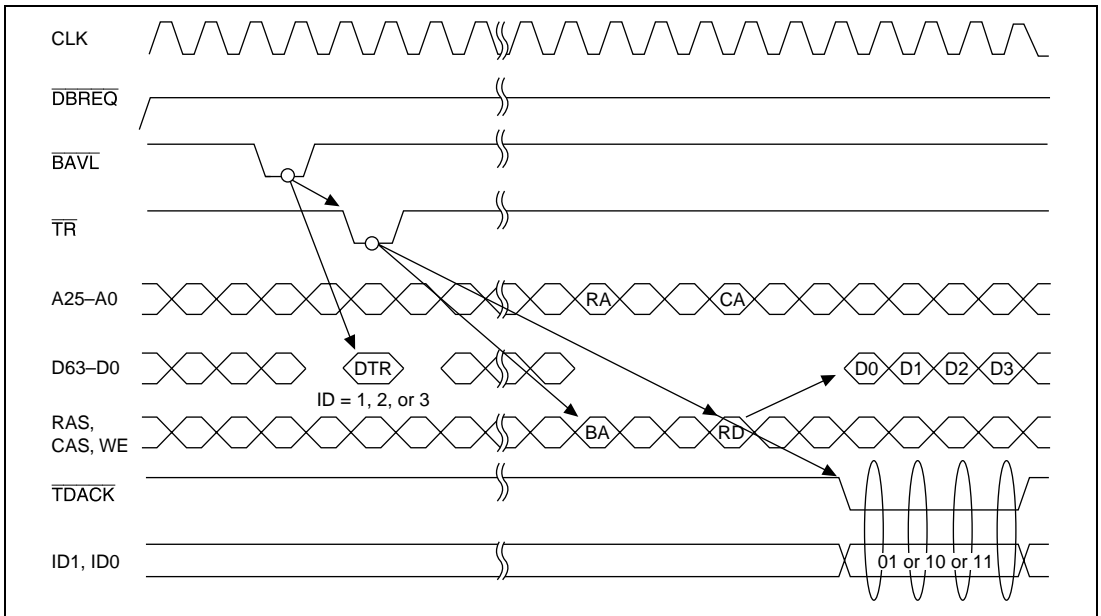 CLK
DBREQ
BAVL
TR
A25–A0 RA CA
D63–D0 DTR D0 D1 D2 D3
ID = 1, 2, or 3
RAS,
CAS, WE BA RD
TDACK
ID1, ID0 01 or 10 or 11